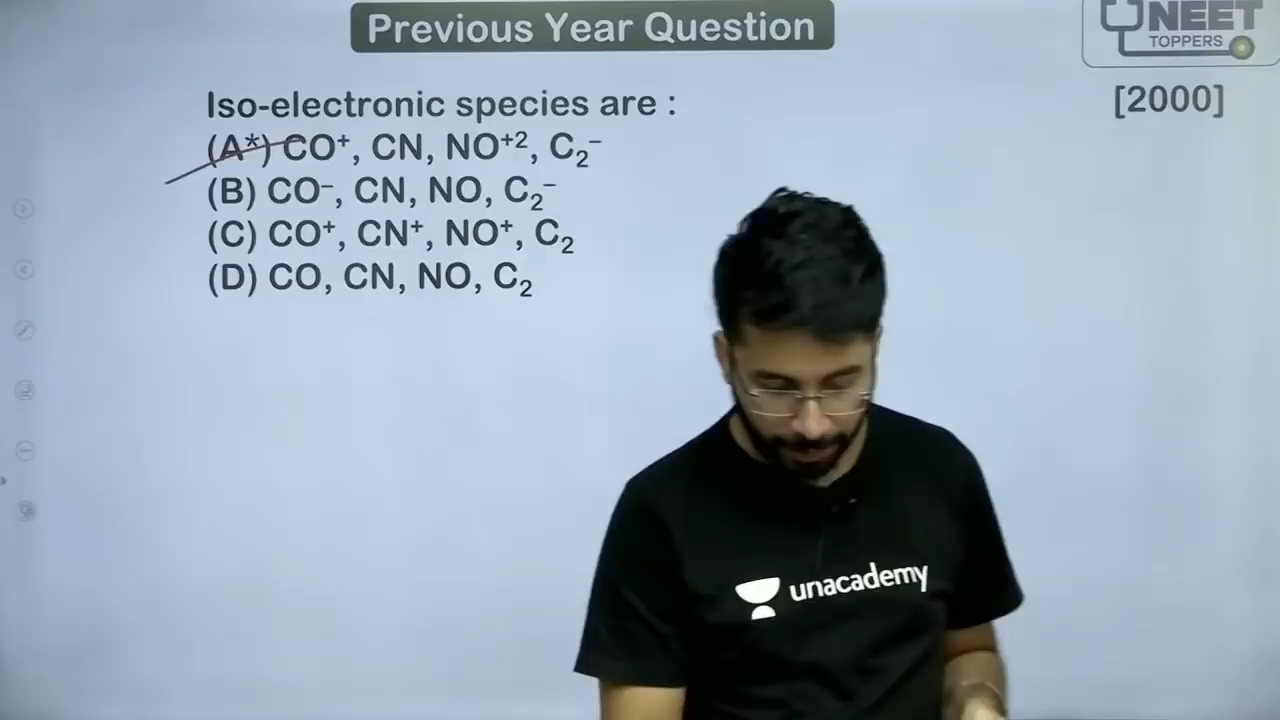 Previous Year Question
NEET
TOPPERS
[2000]
Iso-electronic species are :
(A*) CO⁺, CN, NO⁺², C₂⁻
(B) CO⁻, CN, NO, C₂⁻
(C) CO⁺, CN⁺, NO⁺, C₂
(D) CO, CN, NO, C₂
unacademy